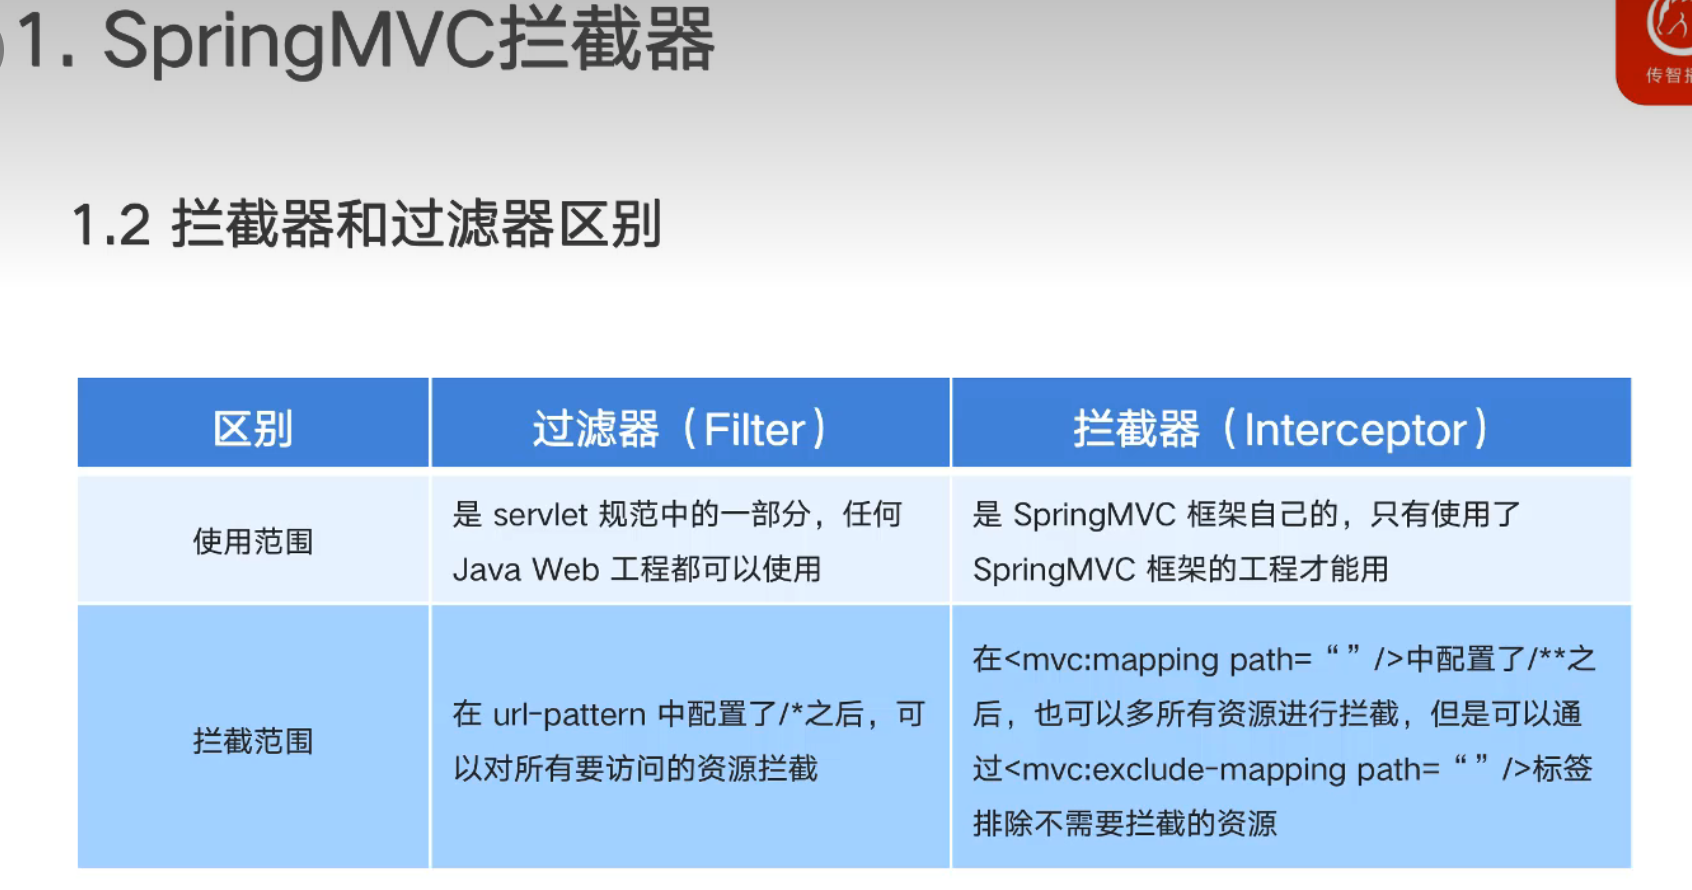 1. SpringMVC拦截器
传智
1.2 拦截器和过滤器区别
区别
过滤器（Filter）
拦截器（Interceptor）
使用范围
是 servlet 规范中的一部分，任何
Java Web 工程都可以使用
是 SpringMVC 框架自己的，只有使用了
SpringMVC 框架的工程才能用
拦截范围
在 url-pattern 中配置了/*之后，可
以对所有要访问的资源拦截
在<mvc:mapping path=“” />中配置了/**之
后，也可以多所有资源进行拦截，但是可以通
过<mvc:exclude-mapping path=“” />标签
排除不需要拦截的资源